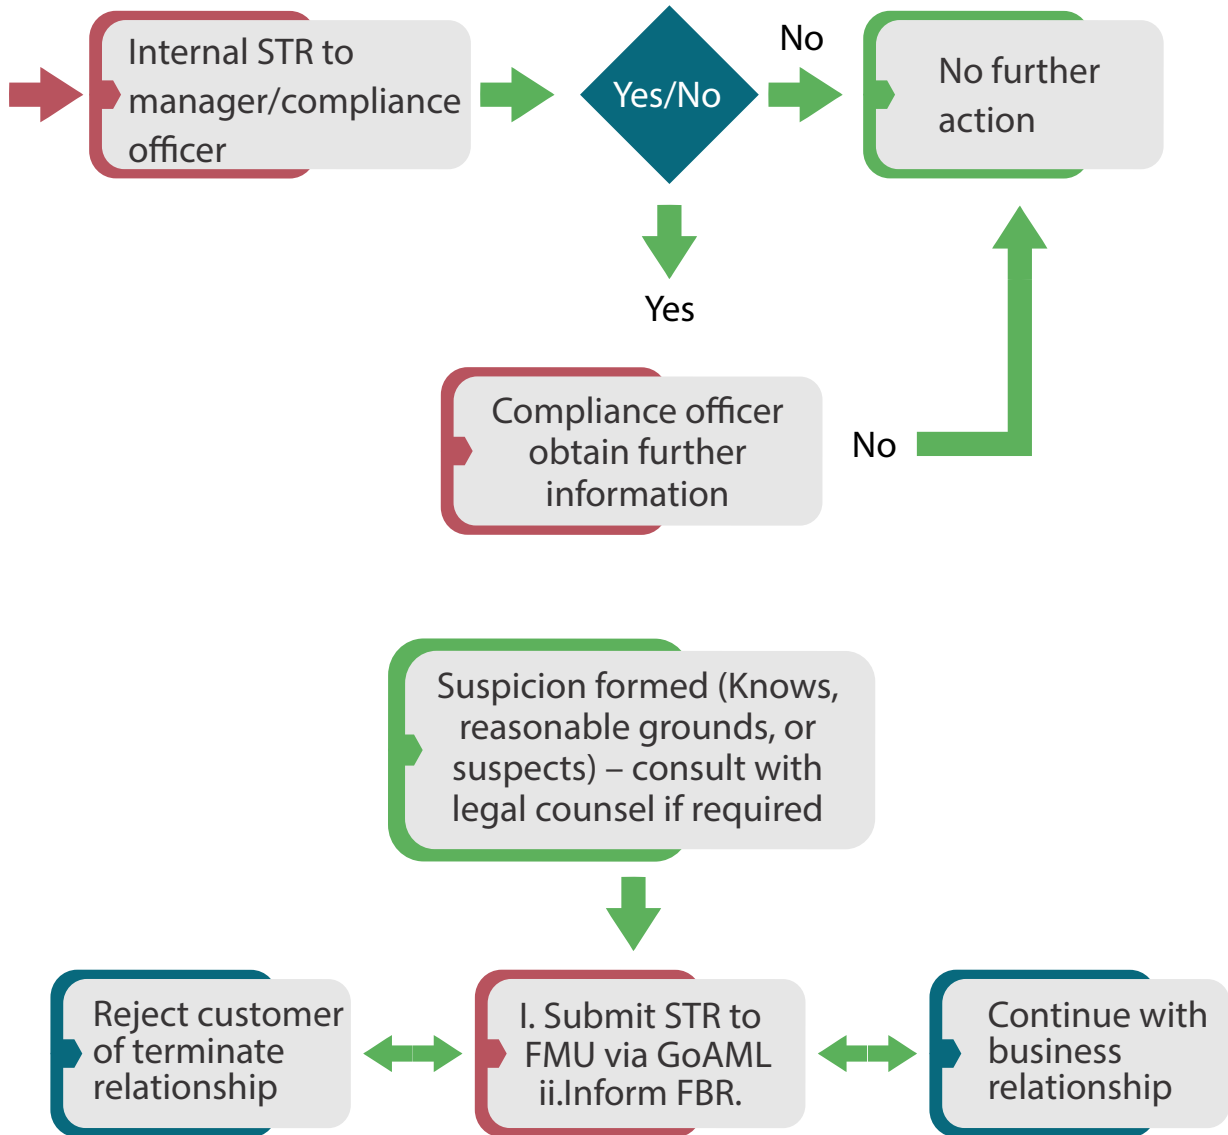 Internal STR to
manager/compliance
officer
Yes/No
No
No further
action
Yes
Compliance officer
obtain further
information
No
Suspicion formed (Knows,
reasonable grounds, or
suspects) – consult with
legal counsel if required
Reject customer
of terminate
relationship
I. Submit STR to
FMU via GoAML
ii.Inform FBR.
Continue with
business
relationship